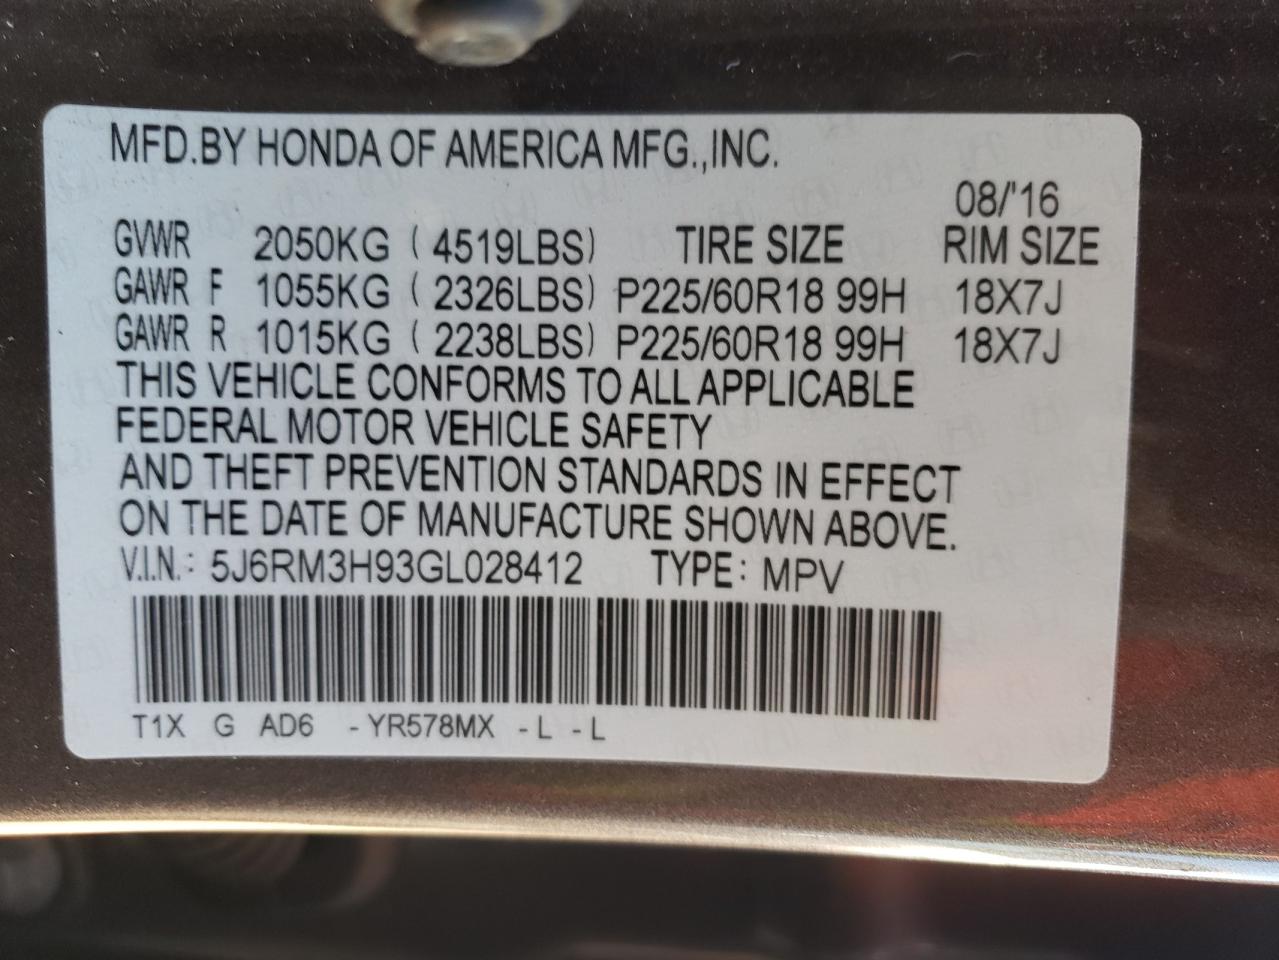 MFD.BY HONDA OF AMERICA MFG.,INC.
08/'16
GVWR 2050KG ( 4519LBS) TIRE SIZE RIM SIZE
GAWR F 1055KG ( 2326LBS) P225/60R18 99H 18X7J
GAWR R 1015KG ( 2238LBS) P225/60R18 99H 18X7J
THIS VEHICLE CONFORMS TO ALL APPLICABLE
FEDERAL MOTOR VEHICLE SAFETY
AND THEFT PREVENTION STANDARDS IN EFFECT
ON THE DATE OF MANUFACTURE SHOWN ABOVE.
V.I.N.: 5J6RM3H93GL028412 TYPE: MPV
T1X G AD6 -YR578MX -L -L